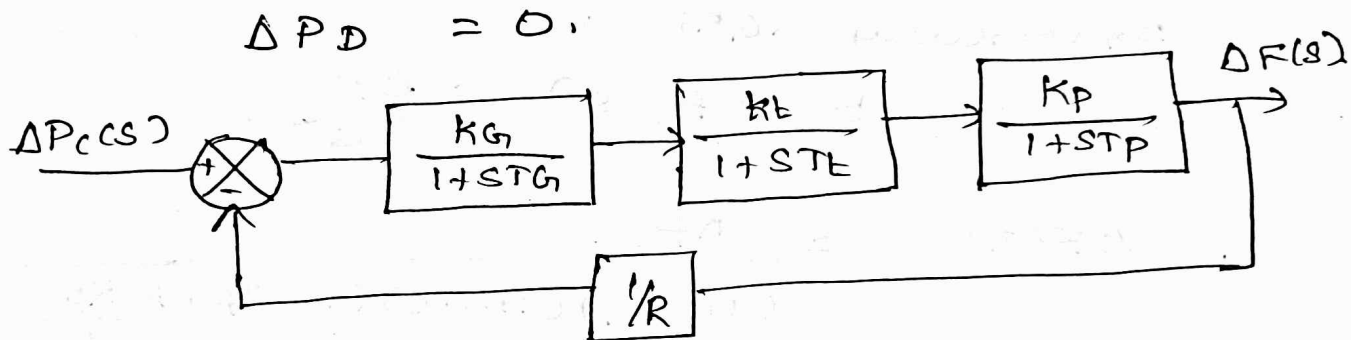 ΔPD = 0.
ΔPC(S)
+
-
KG
1+STG
Kt
1+STt
KP
1+STP
ΔF(S)
1/R